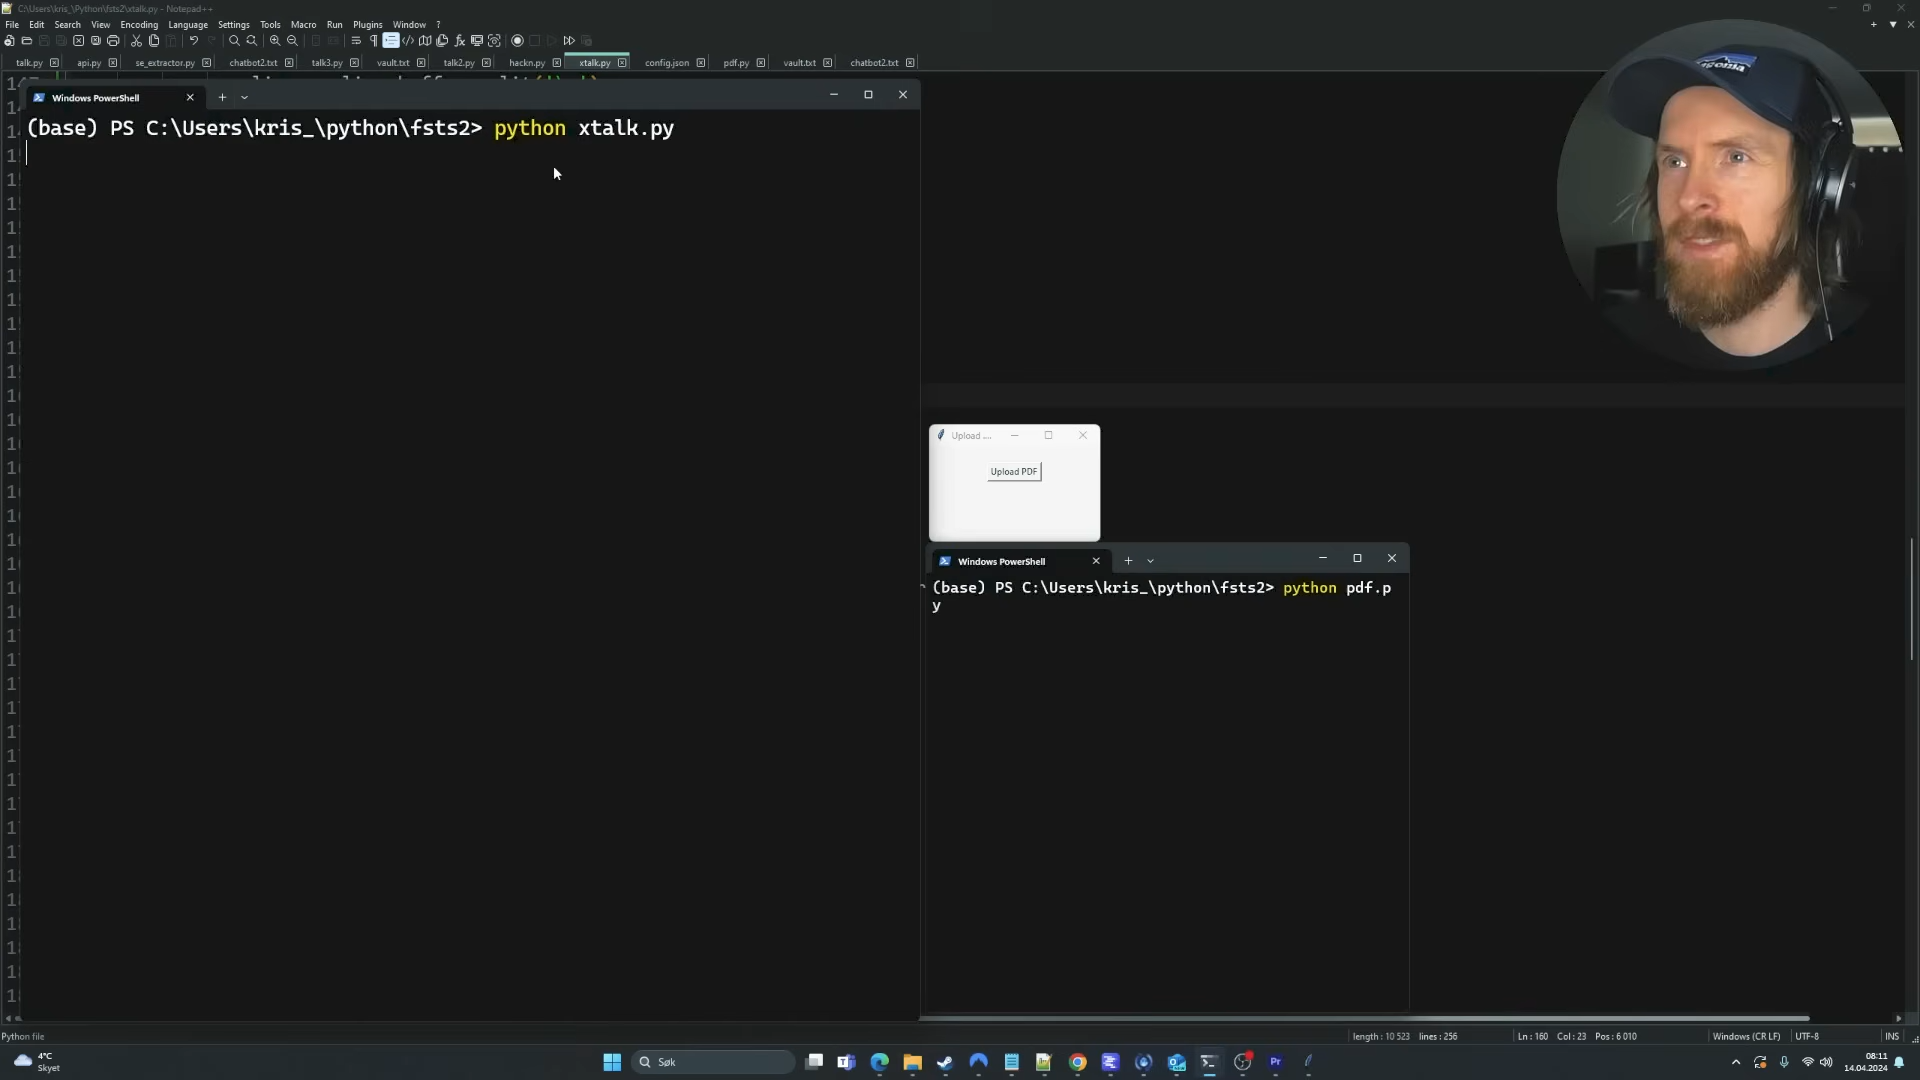 C:\Users\kris_\Python\fsts2\xtalk.py - Notepad++
File Edit Search View Encoding Language Settings Tools Macro Run Plugins Window ?
talk.py api.py se_extractor.py chatbot2.txt talk3.py vault.txt talk2.py hackn.py xtalk.py config.json pdf.py vault.txt chatbot2.txt
Windows PowerShell
(base) PS C:\Users\kris_\python\fsts2> python xtalk.py
Upload ....
Upload PDF
Windows PowerShell
(base) PS C:\Users\kris_\python\fsts2> python pdf.p
y
Python file
length : 10 523 lines : 256
Ln : 160 Col : 23 Pos : 6 010
Windows (CR LF)
UTF-8
INS
4°C
Skyet
Søk
08:11
14.04.2024